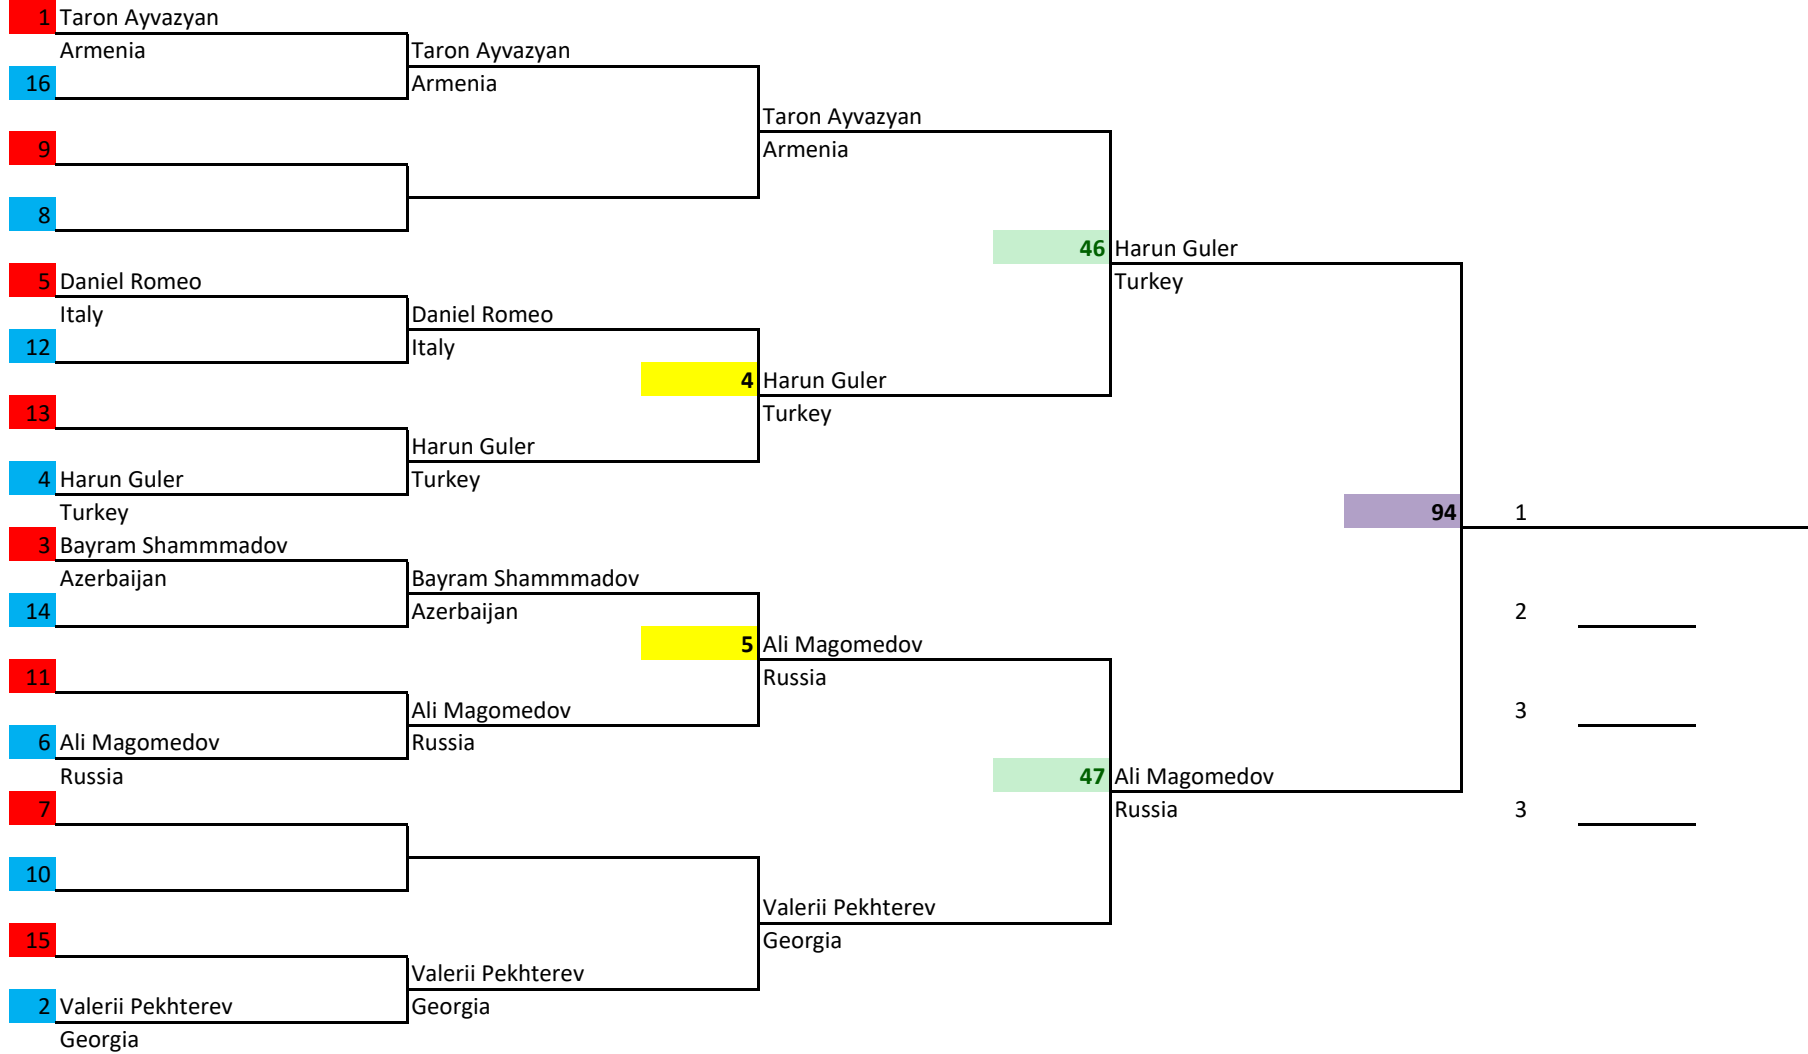 1 Taron Ayvazyan
Armenia Taron Ayvazyan
16 Armenia
Taron Ayvazyan
9 Armenia
8
46 Harun Guler
5 Daniel Romeo Turkey
Italy Daniel Romeo
12 Italy
4 Harun Guler
13 Turkey
Harun Guler
4 Harun Guler Turkey
Turkey 94 1
3 Bayram Shammmadov
Azerbaijan Bayram Shammmadov
14 Azerbaijan 2
5 Ali Magomedov
11 Russia
Ali Magomedov 3
6 Ali Magomedov Russia
Russia 47 Ali Magomedov
7 Russia 3
10
Valerii Pekhterev
15 Georgia
Valerii Pekhterev
2 Valerii Pekhterev Georgia
Georgia